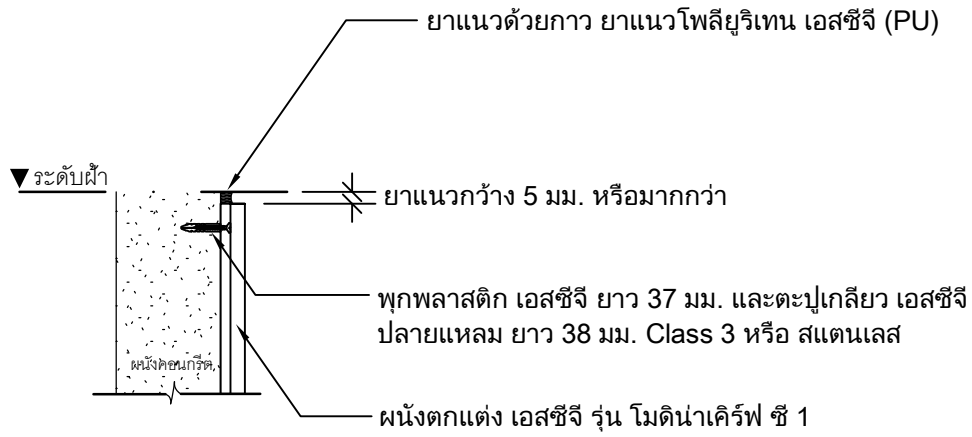 ยาแนวด้วยกาว ยาแนวโพลียูริเทน เอสซีจี (PU)
ระดับฝ้า
ยาแนวกว้าง 5 มม. หรือมากกว่า
พุกพลาสติก เอสซีจี ยาว 37 มม. และตะปูเกลียว เอสซีจี
ปลายแหลม ยาว 38 มม. Class 3 หรือ สแตนเลส
ผนังคอนกรีต
ผนังตกแต่ง เอสซีจี รุ่น โมดิน่าเคิร์ฟ ซี 1